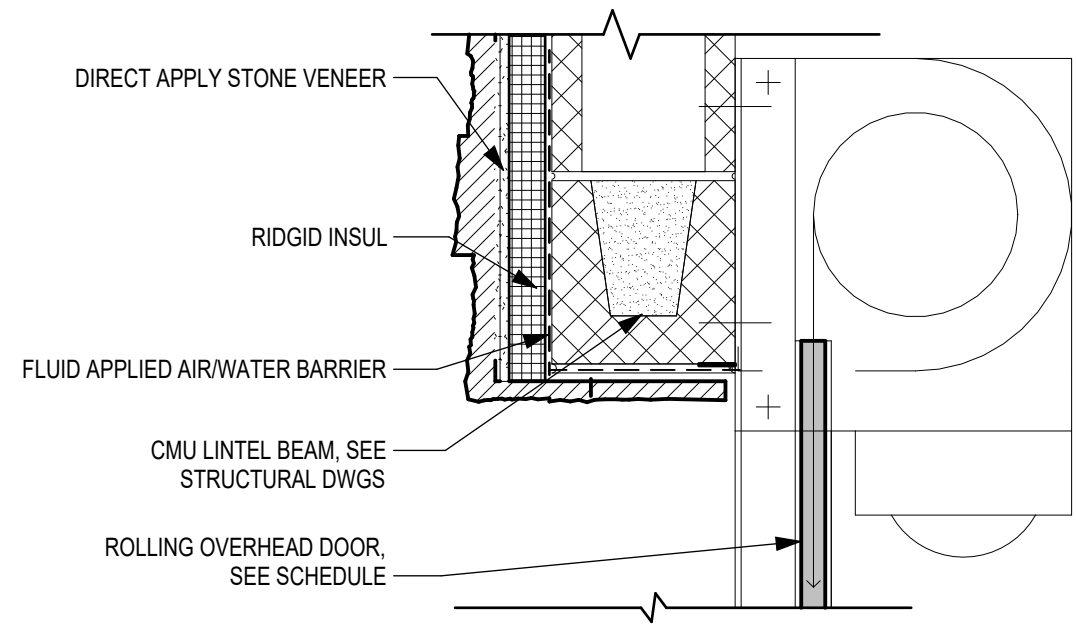 DIRECT APPLY STONE VENEER
RIDGID INSUL
FLUID APPLIED AIR/WATER BARRIER
CMU LINTEL BEAM, SEE
STRUCTURAL DWGS
ROLLING OVERHEAD DOOR,
SEE SCHEDULE